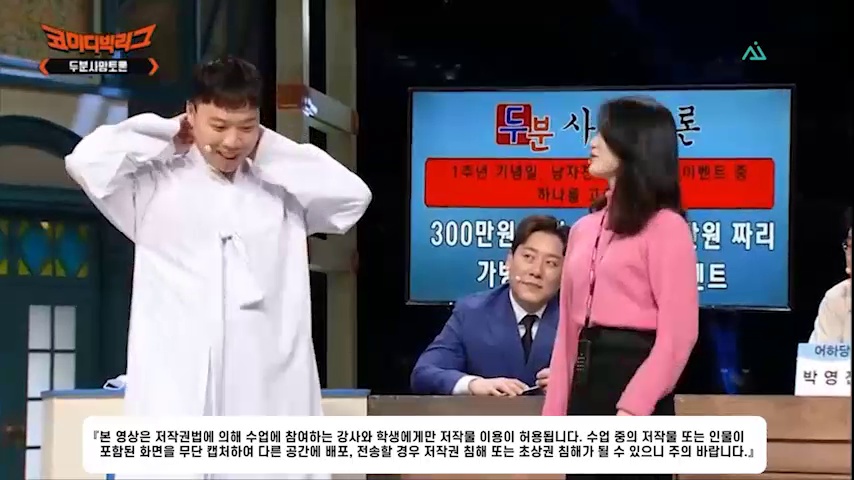 코미디빅리그
두분사망토론
두분 사 론
1주년 기념일 이벤트 중
하나를
300만원 원 짜리
어하당
박영
『본 영상은 저작권법에 의해 수업에 참여하는 강사와 학생에게만 저작물 이용이 허용됩니다. 수업 중의 저작물 또는 인물이
포함된 화면을 무단 캡처하여 다른 공간에 배포, 전송할 경우 저작권 침해 또는 초상권 침해가 될 수 있으니 주의 바랍니다.』